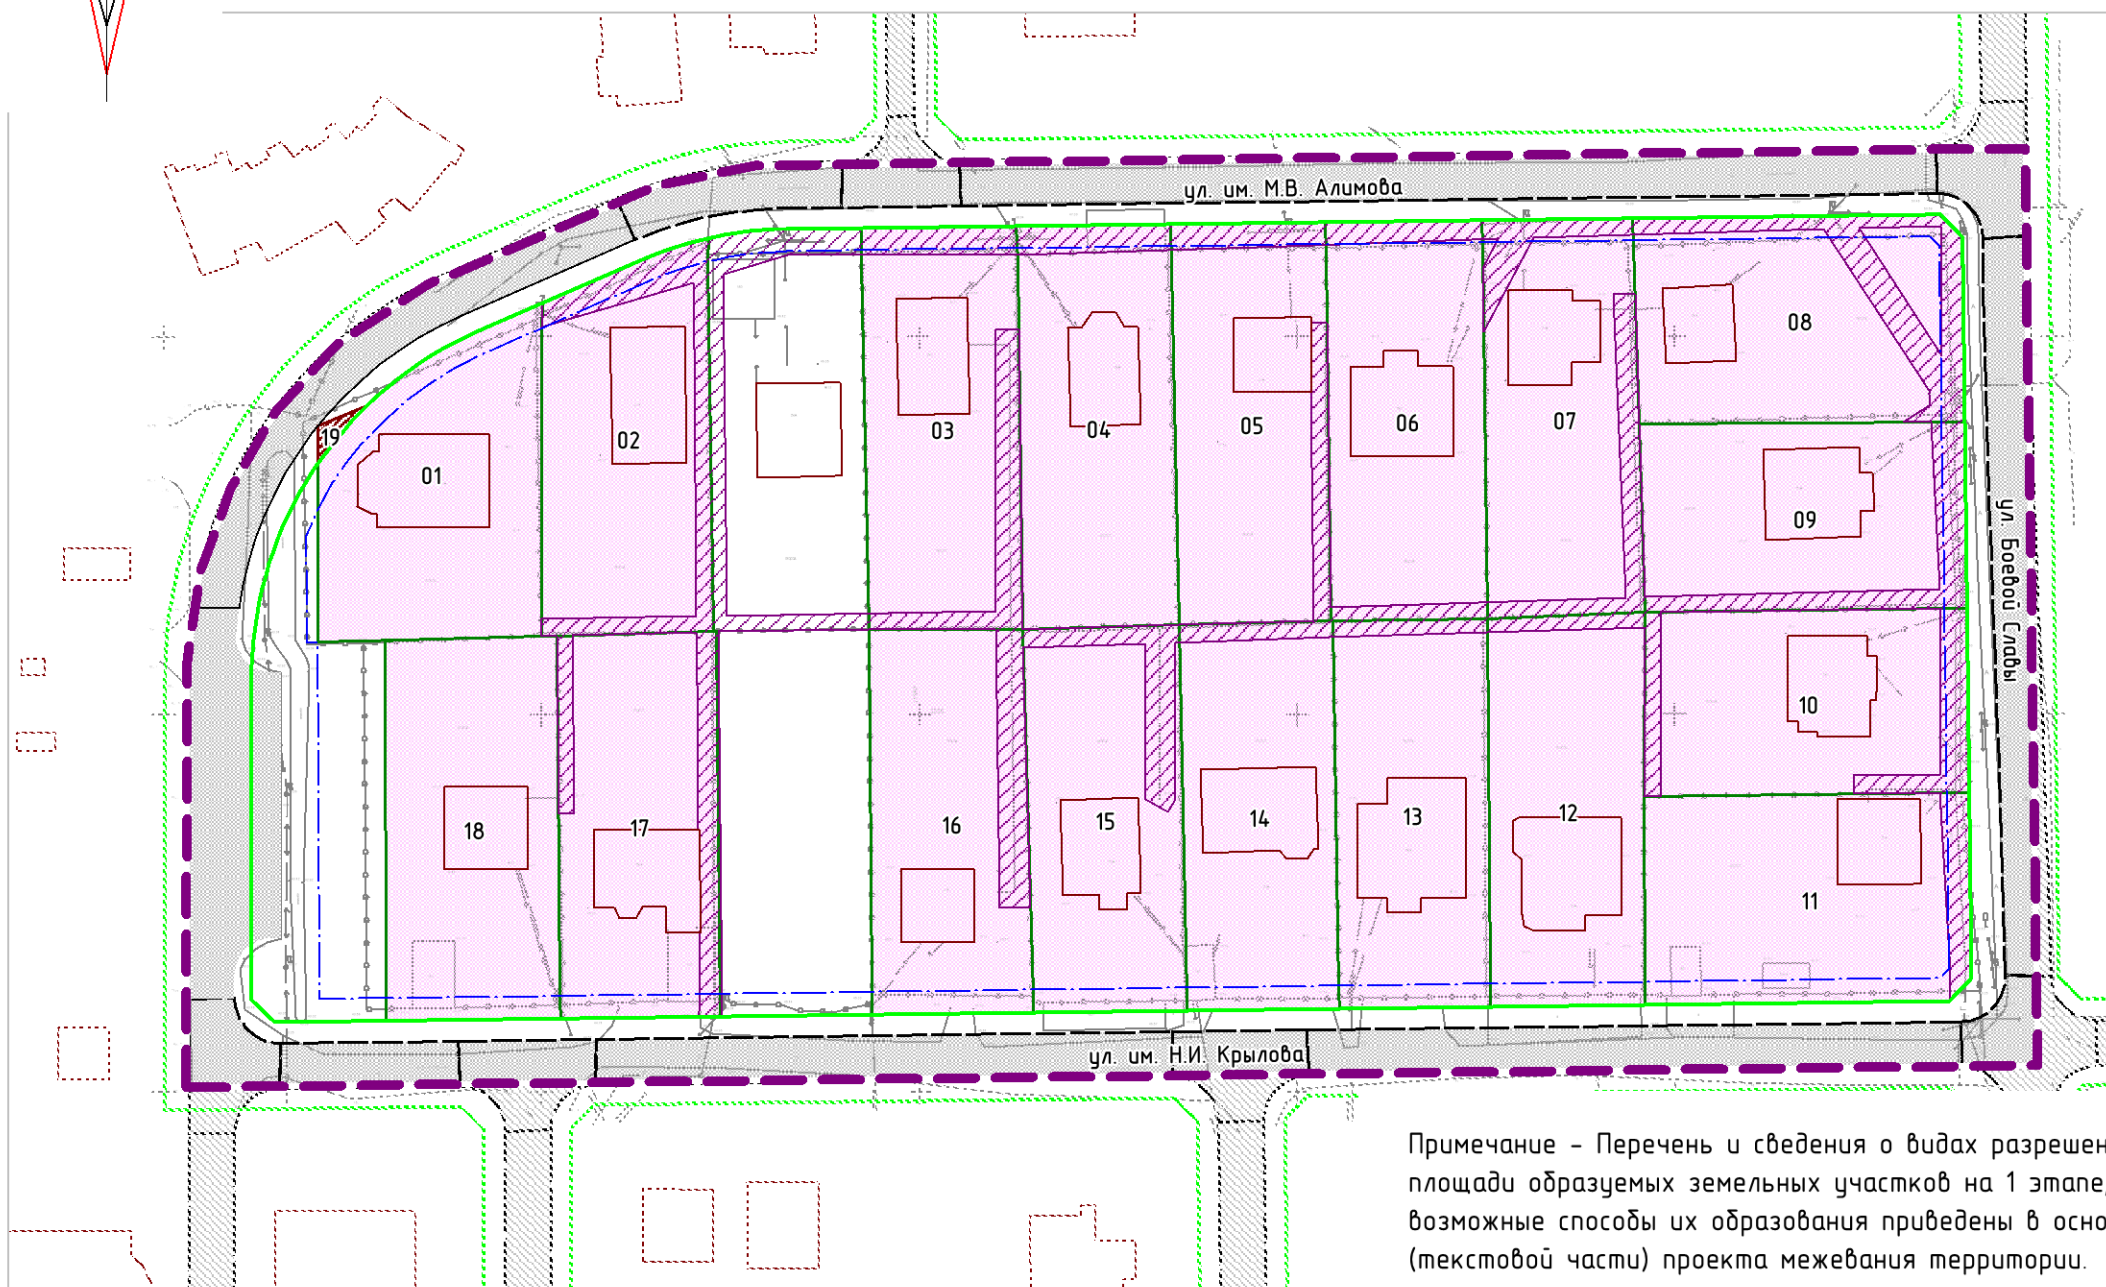 ул. им. М.В. Алимова
19
01
02
03
04
05
06
07
08
09
ул. Боевой Славы
10
11
12
13
14
15
16
17
18
ул. им. Н.И. Крылова
Примечание – Перечень и сведения о видах разрешен
площади образуемых земельных участков на 1 этапе,
возможные способы их образования приведены в осно
(текстовой части) проекта межевания территории.